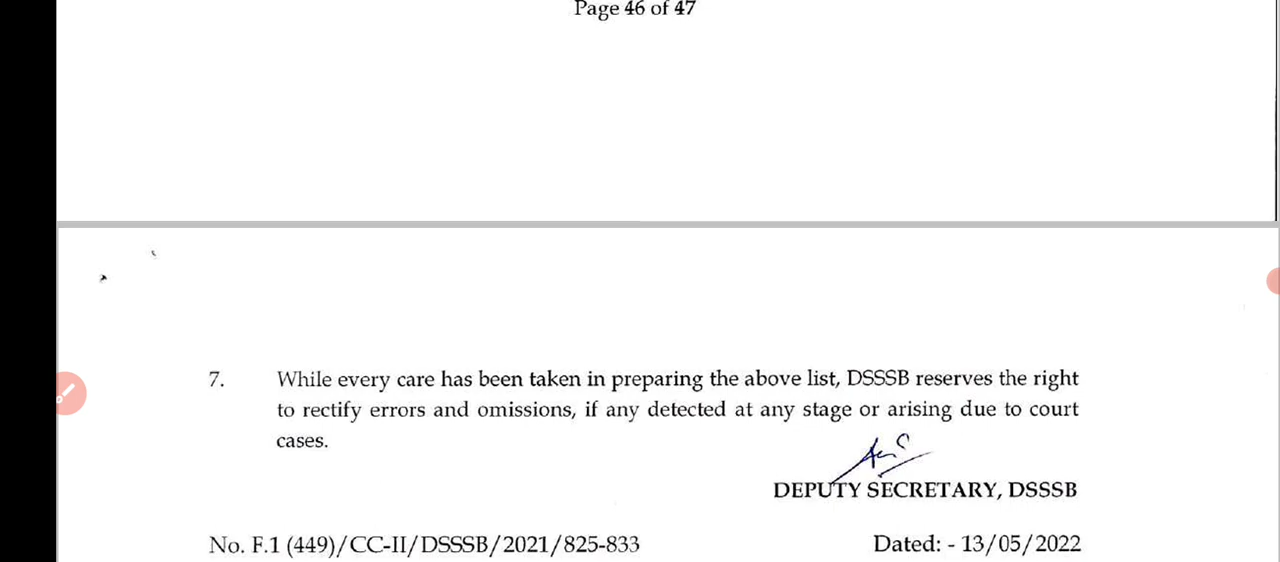 Page 46 of 47
7. While every care has been taken in preparing the above list, DSSSB reserves the right
to rectify errors and omissions, if any detected at any stage or arising due to court
cases.
DEPUTY SECRETARY, DSSSB
No. F.1 (449)/CC-II/DSSSB/2021/825-833 Dated: - 13/05/2022